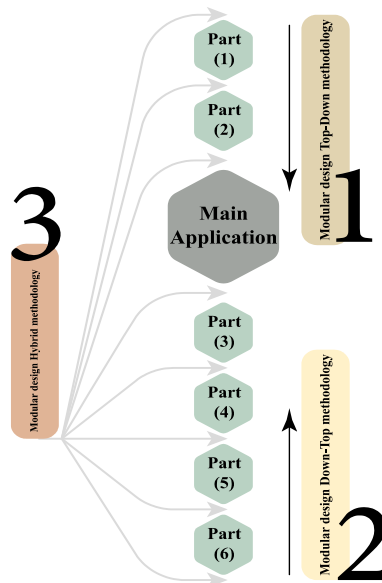 Part
(1)
Part
(2)
Main
Application
Part
(3)
Part
(4)
Part
(5)
Part
(6)
Modular design Top-Down methodology
1
Modular design Down-Top methodology
2
3
Modular design Hybrid methodology